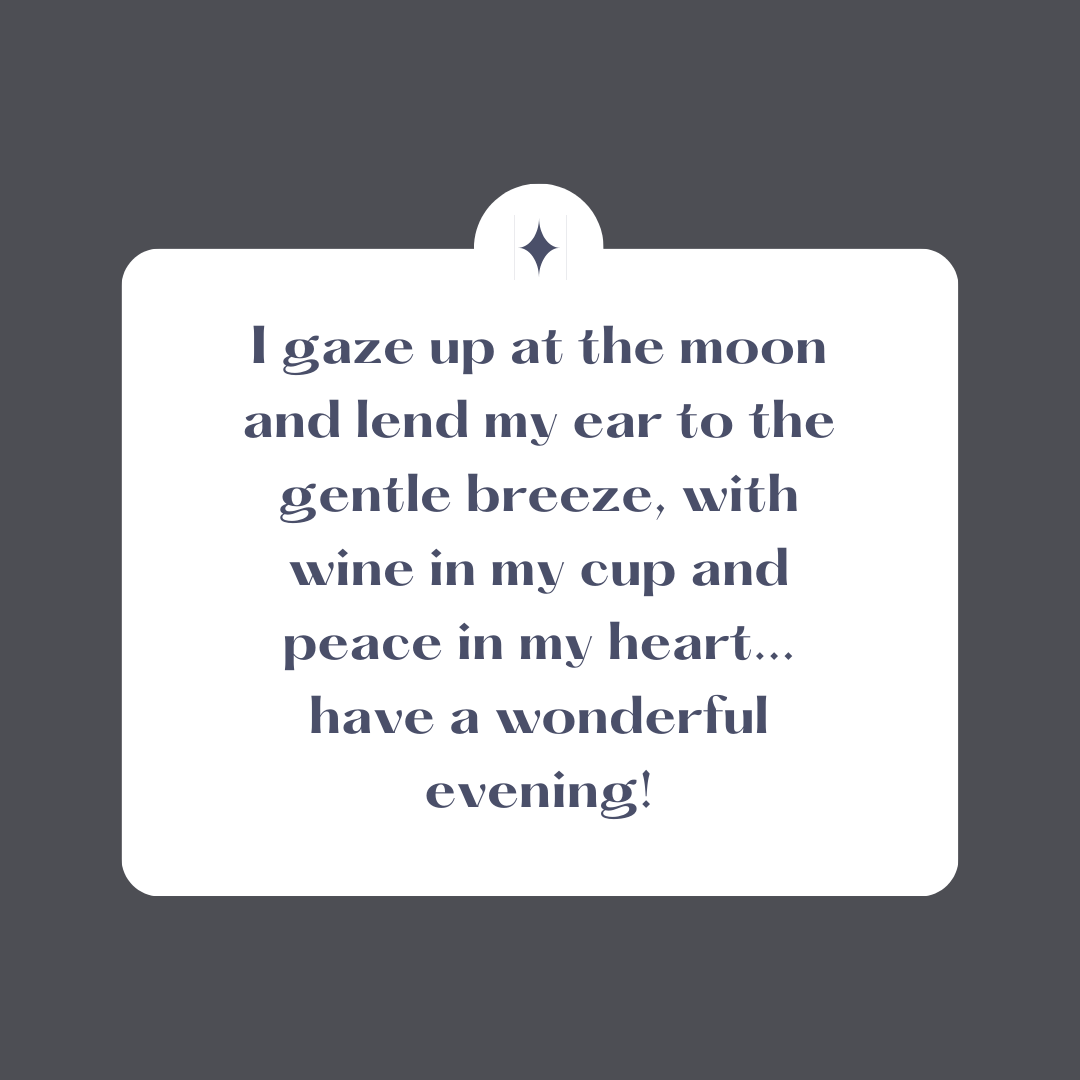 I gaze up at the moon
and lend my ear to the
gentle breeze, with
wine in my cup and
peace in my heart...
have a wonderful
evening!